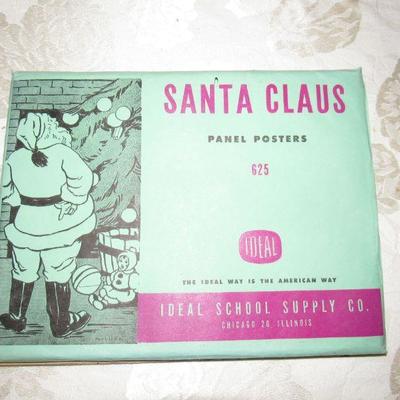 SANTA CLAUS
PANEL POSTERS
625
IDEAL
THE IDEAL WAY IS THE AMERICAN WAY
IDEAL SCHOOL SUPPLY CO.
CHICAGO 20 ILLINOIS